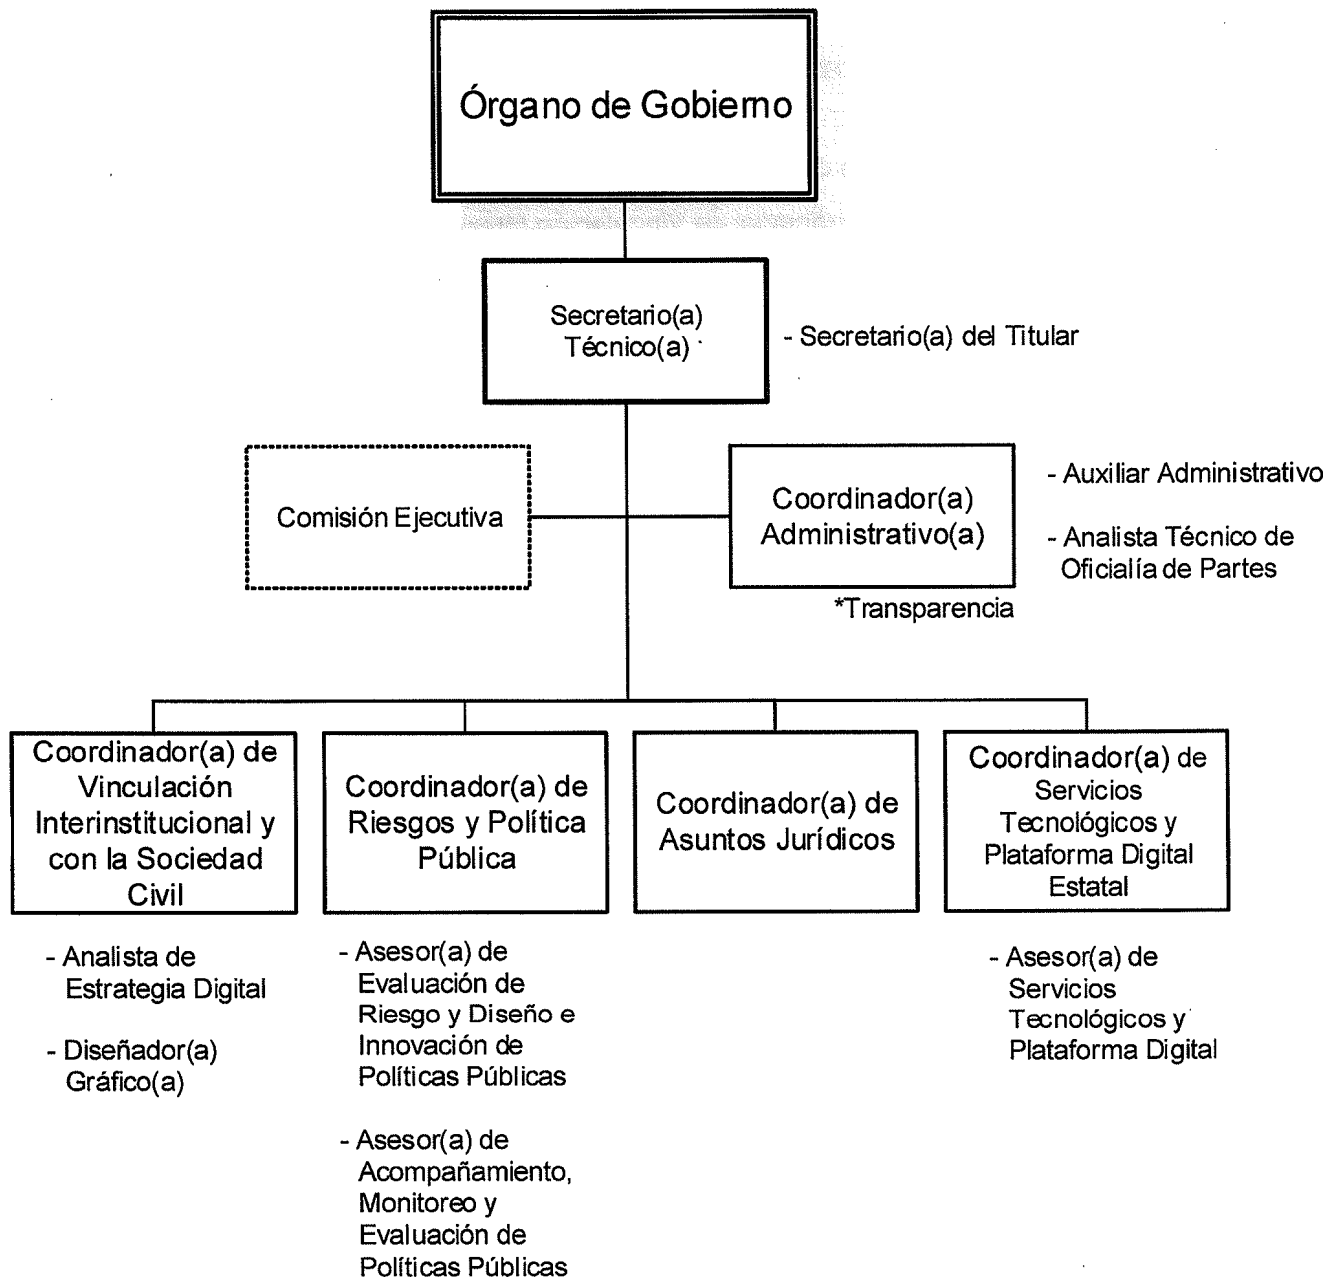 Órgano de Gobierno
Secretario(a)
Técnico(a)
- Secretario(a) del Titular
Comisión Ejecutiva
Coordinador(a)
Administrativo(a)
*Transparencia
- Auxiliar Administrativo
- Analista Técnico de
Oficialía de Partes
Coordinador(a) de
Vinculación
Interinstitucional y
con la Sociedad
Civil
- Analista de
Estrategia Digital
- Diseñador(a)
Gráfico(a)
Coordinador(a) de
Riesgos y Política
Pública
- Asesor(a) de
Evaluación de
Riesgo y Diseño e
Innovación de
Políticas Públicas
- Asesor(a) de
Acompañamiento,
Monitoreo y
Evaluación de
Políticas Públicas
Coordinador(a) de
Asuntos Jurídicos
Coordinador(a) de
Servicios
Tecnológicos y
Plataforma Digital
Estatal
- Asesor(a) de
Servicios
Tecnológicos y
Plataforma Digital